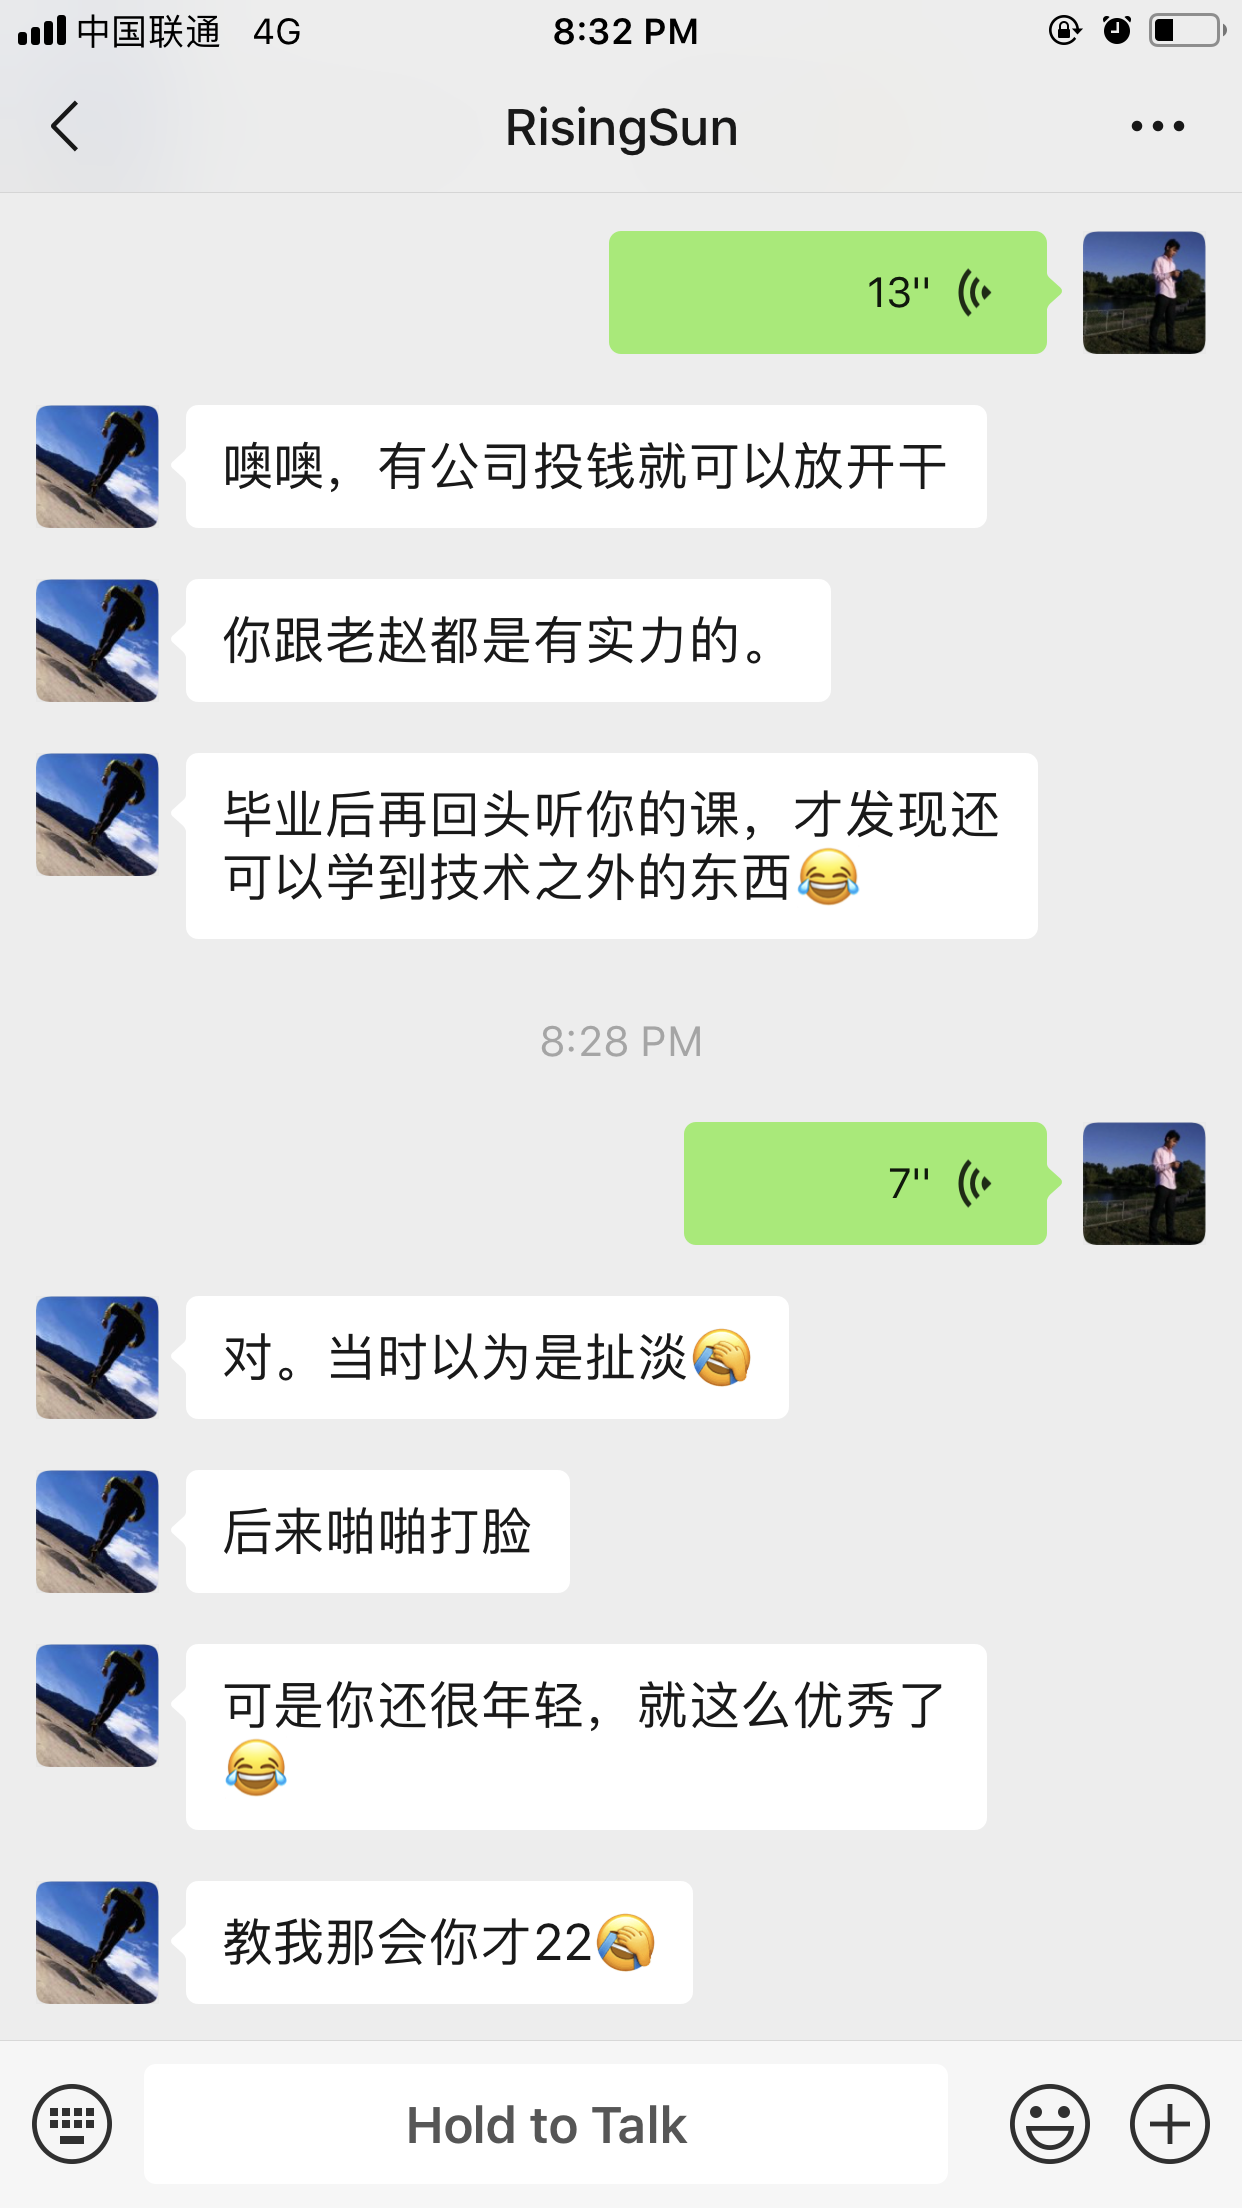 中国联通 4G 8:32 PM
RisingSun
13''
噢噢，有公司投钱就可以放开干
你跟老赵都是有实力的。
毕业后再回头听你的课，才发现还
可以学到技术之外的东西😂
8:28 PM
7''
对。当时以为是扯淡🤦
后来啪啪打脸
可是你还很年轻，就这么优秀了
😂
教我那会你才22🤦
Hold to Talk